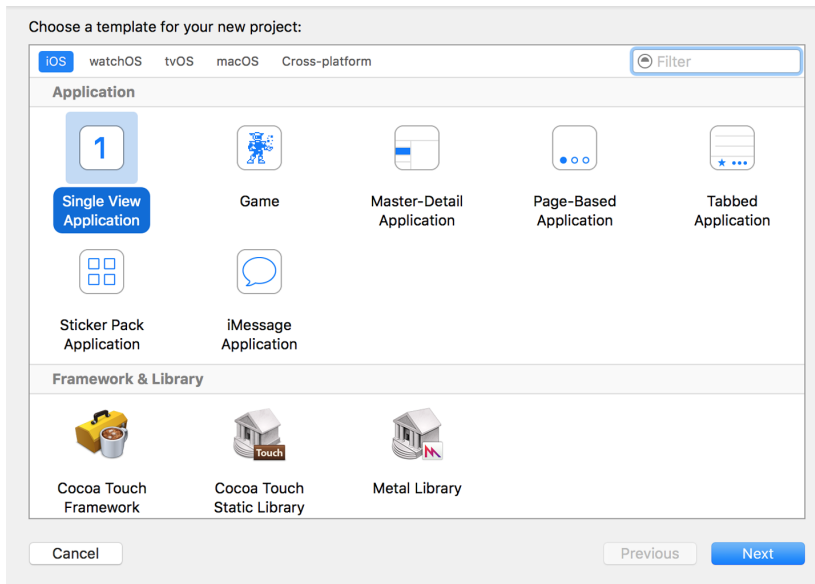 Choose a template for your new project:
iOS watchOS tvOS macOS Cross-platform Filter
Application
1
Single View Application
Game
Master-Detail Application
Page-Based Application
Tabbed Application
Sticker Pack Application
iMessage Application
Framework & Library
Touch
Cocoa Touch Framework
Cocoa Touch Static Library
Metal Library
Cancel Previous Next